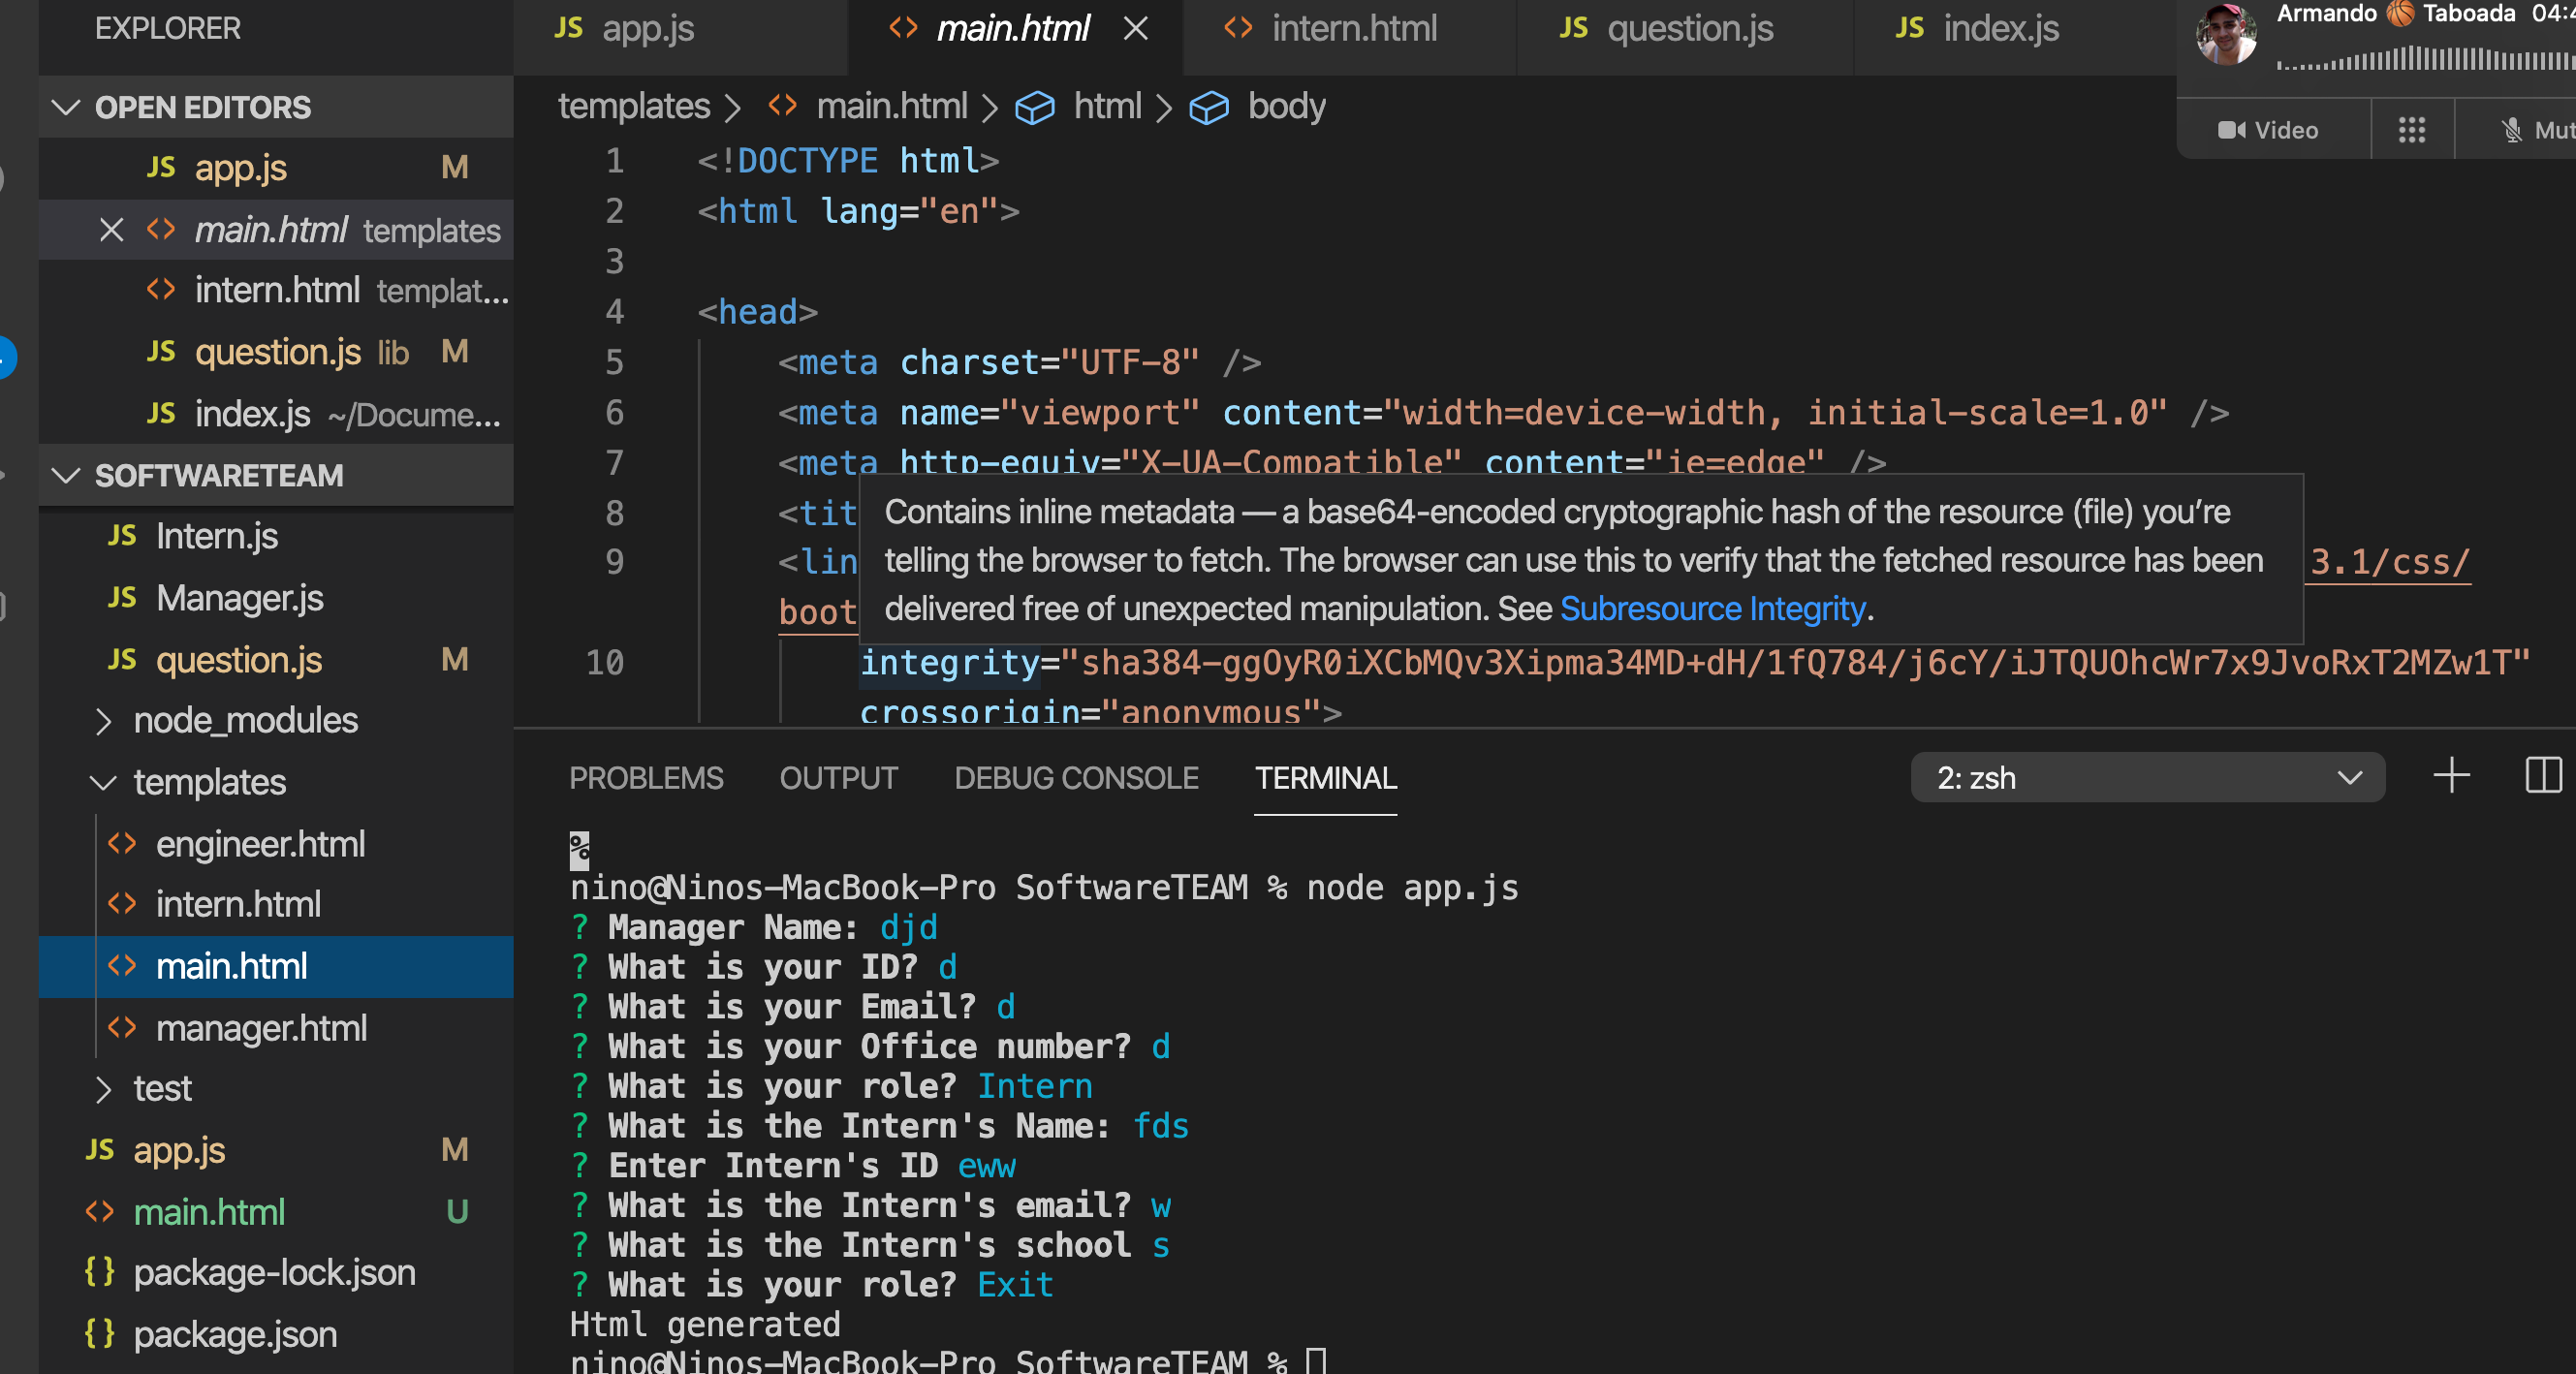 EXPLORER
OPEN EDITORS
JS app.js M
main.html templates
intern.html templat...
JS question.js lib M
JS index.js ~/Docume...
SOFTWARETEAM
JS Intern.js
JS Manager.js
JS question.js M
node_modules
templates
engineer.html
intern.html
main.html
manager.html
test
JS app.js M
main.html U
{} package-lock.json
{} package.json
JS app.js
main.html
intern.html
JS question.js
JS index.js
Armando 🏀 Taboada
Video
templates > main.html > html > body
1 <!DOCTYPE html>
2 <html lang="en">
3
4 <head>
5 <meta charset="UTF-8" />
6 <meta name="viewport" content="width=device-width, initial-scale=1.0" />
7 <meta http-equiv="X-UA-Compatible" content="ie=edge" />
8 <tit
9 <lin 3.1/css/
boot
Contains inline metadata — a base64-encoded cryptographic hash of the resource (file) you’re
telling the browser to fetch. The browser can use this to verify that the fetched resource has been
delivered free of unexpected manipulation. See Subresource Integrity.
10 integrity="sha384-ggOyR0iXCbMQv3Xipma34MD+dH/1fQ784/j6cY/iJTQUOhcWr7x9JvoRxT2MZw1T"
crossorigin="anonymous">
PROBLEMS OUTPUT DEBUG CONSOLE TERMINAL
2: zsh
%
nino@Ninos-MacBook-Pro SoftwareTEAM % node app.js
? Manager Name: djd
? What is your ID? d
? What is your Email? d
? What is your Office number? d
? What is your role? Intern
? What is the Intern's Name: fds
? Enter Intern's ID eww
? What is the Intern's email? w
? What is the Intern's school s
? What is your role? Exit
Html generated
nino@Ninos-MacBook-Pro SoftwareTEAM %